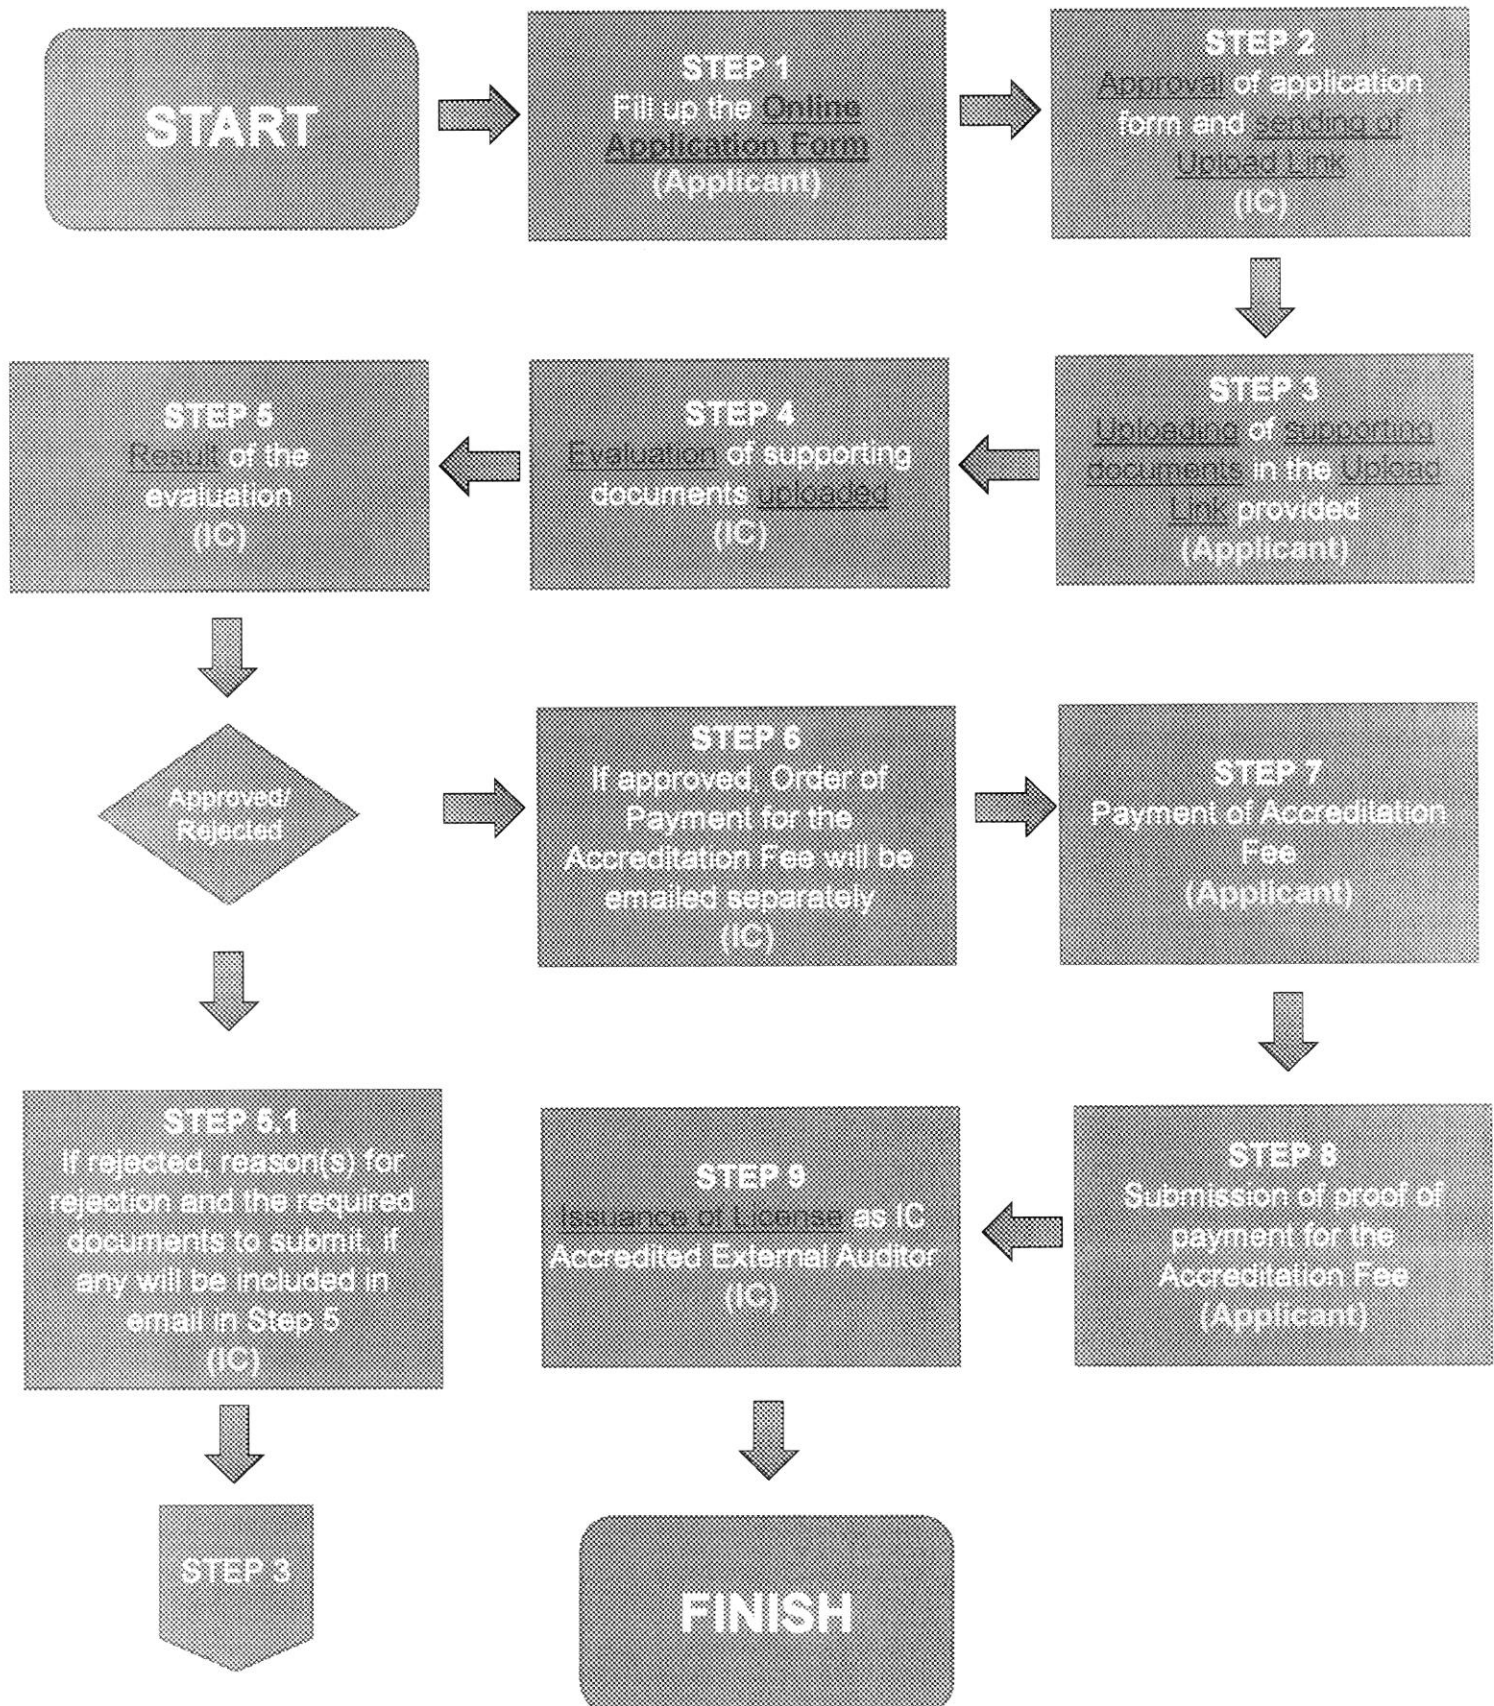 START
STEP 1
Fill up the Online
Application Form
(Applicant)
STEP 2
Approval of application
form and sending of
Upload Link
(IC)
STEP 3
Uploading of supporting
documents in the Upload
Link provided
(Applicant)
STEP 4
Evaluation of supporting
documents uploaded
(IC)
STEP 5
Result of the
evaluation
(IC)
Approved/
Rejected
STEP 6
If approved, Order of
Payment for the
Accreditation Fee will be
emailed separately
(IC)
STEP 7
Payment of Accreditation
Fee
(Applicant)
STEP 8
Submission of proof of
payment for the
Accreditation Fee
(Applicant)
STEP 9
Issuance of License as IC
Accredited External Auditor
(IC)
FINISH
STEP 5.1
If rejected, reason(s) for
rejection and the required
documents to submit, if
any will be included in
email in Step 5
(IC)
STEP 3